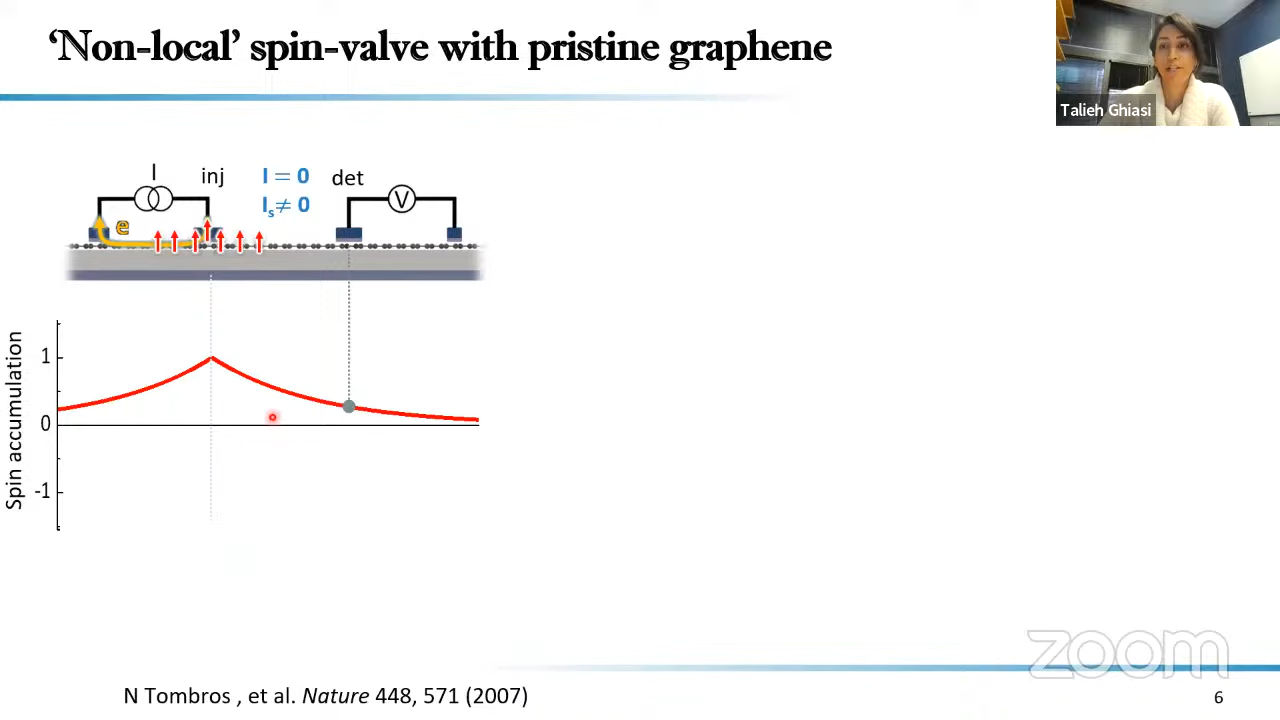 ‘Non-local’ spin-valve with pristine graphene
Talieh Ghiasi
I
inj
I = 0
Iₛ≠ 0
det
V
e
Spin accumulation
1
0
-1
zoom
N Tombros , et al. Nature 448, 571 (2007)
6